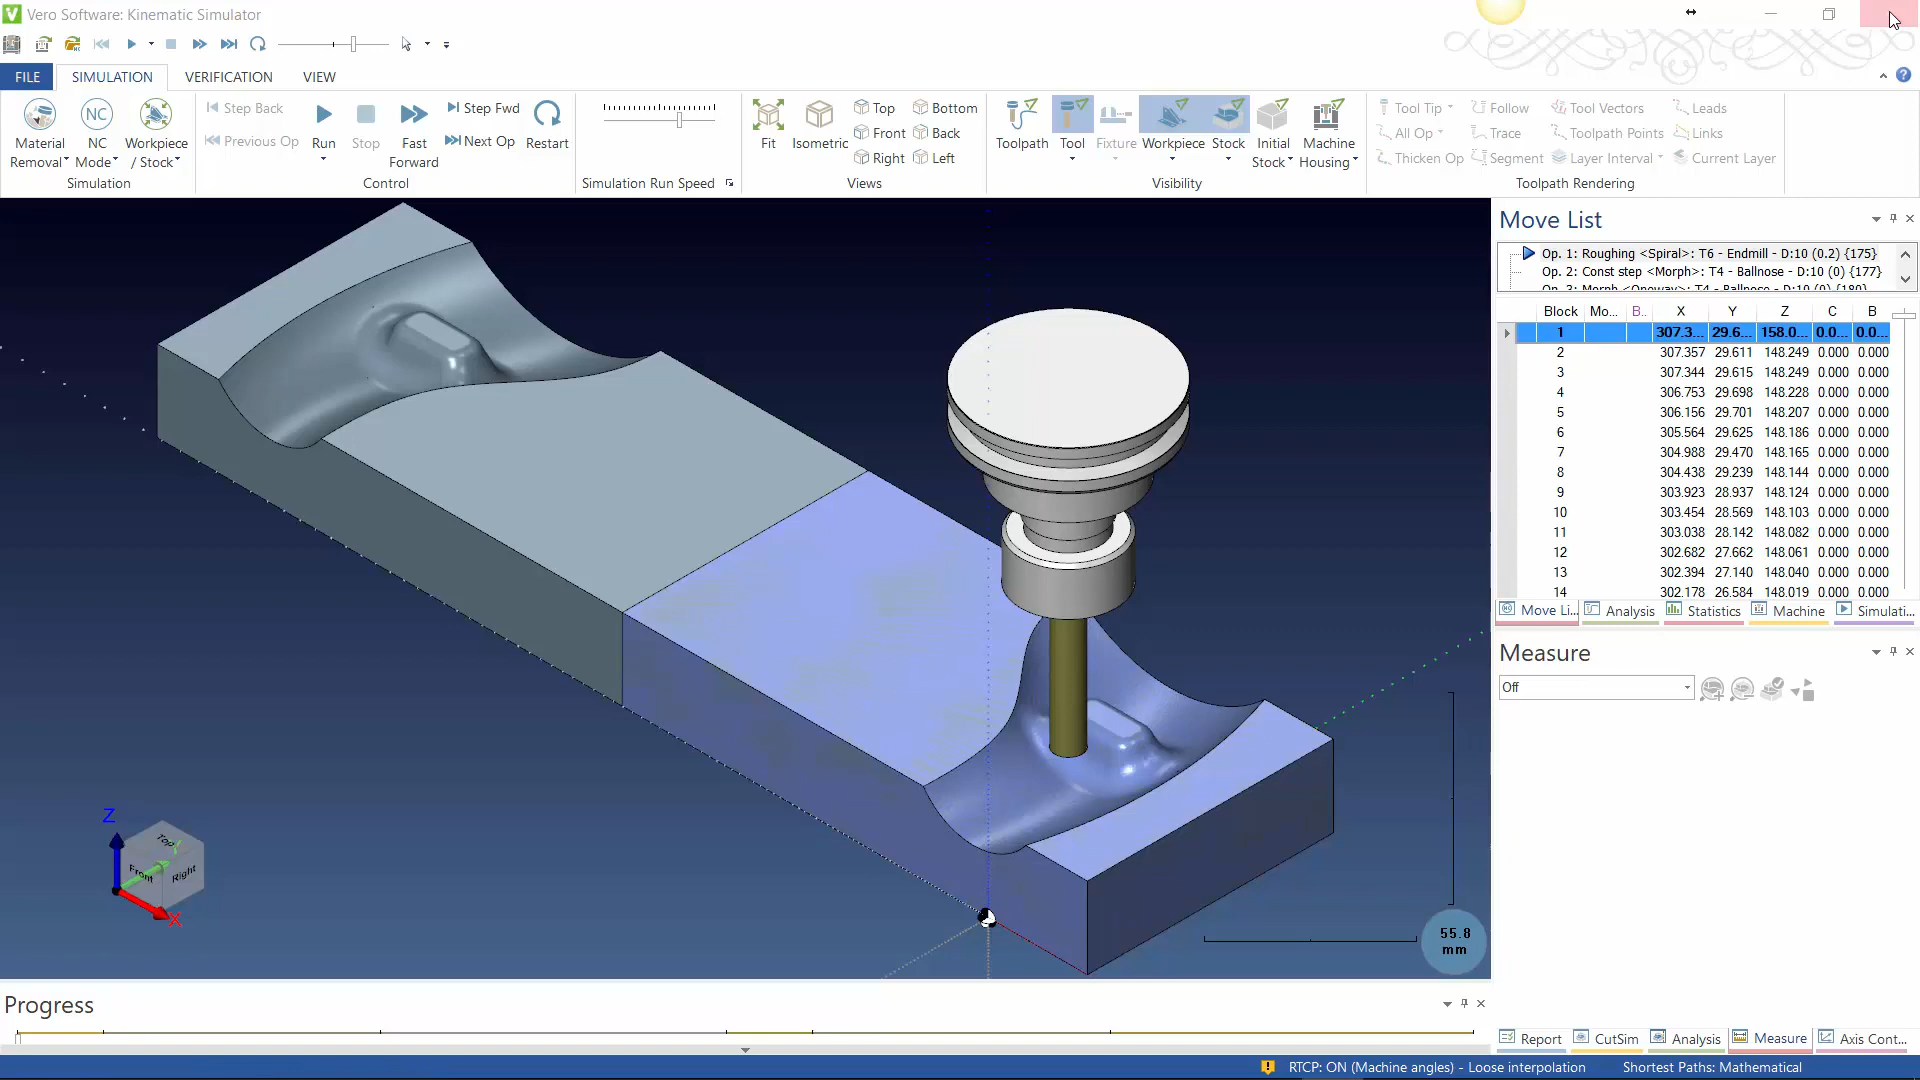 Vero Software: Kinematic Simulator
FILE SIMULATION VERIFICATION VIEW
Material Removal NC Mode Workpiece / Stock
Simulation
Step Back Previous Op Run Stop Fast Forward Step Fwd Next Op Restart
Control
Simulation Run Speed
Fit Isometric Top Front Right Bottom Back Left
Views
Toolpath Tool Fixture Workpiece Stock Initial Stock Machine Housing
Visibility
Tool Tip Follow Tool Vectors Leads
All Op Trace Toolpath Points Links
Thicken Op Segment Layer Interval Current Layer
Toolpath Rendering
Move List
Op. 1: Roughing <Spiral>: T6 - Endmill - D:10 (0.2) {175}
Op. 2: Const step <Morph>: T4 - Ballnose - D:10 (0) {177}
Op. 3: Morph <Oneway>: T4 - Ballnose - D:10 (0) {180}
Block Mo... B.. X Y Z C B
1 307.3... 29.6... 158.0... 0.0... 0.0...
2 307.357 29.611 148.249 0.000 0.000
3 307.344 29.615 148.249 0.000 0.000
4 306.753 29.698 148.228 0.000 0.000
5 306.156 29.701 148.207 0.000 0.000
6 305.564 29.625 148.186 0.000 0.000
7 304.988 29.470 148.165 0.000 0.000
8 304.438 29.239 148.144 0.000 0.000
9 303.923 28.937 148.124 0.000 0.000
10 303.454 28.569 148.103 0.000 0.000
11 303.038 28.142 148.082 0.000 0.000
12 302.682 27.662 148.061 0.000 0.000
13 302.394 27.140 148.040 0.000 0.000
14 302.178 26.584 148.019 0.000 0.000
Move Li... Analysis Statistics Machine Simulati...
Measure
Off
Z
Top Y
Front Right
X
55.8
mm
Progress
Report CutSim Analysis Measure Axis Cont...
RTCP: ON (Machine angles) - Loose interpolation Shortest Paths: Mathematical